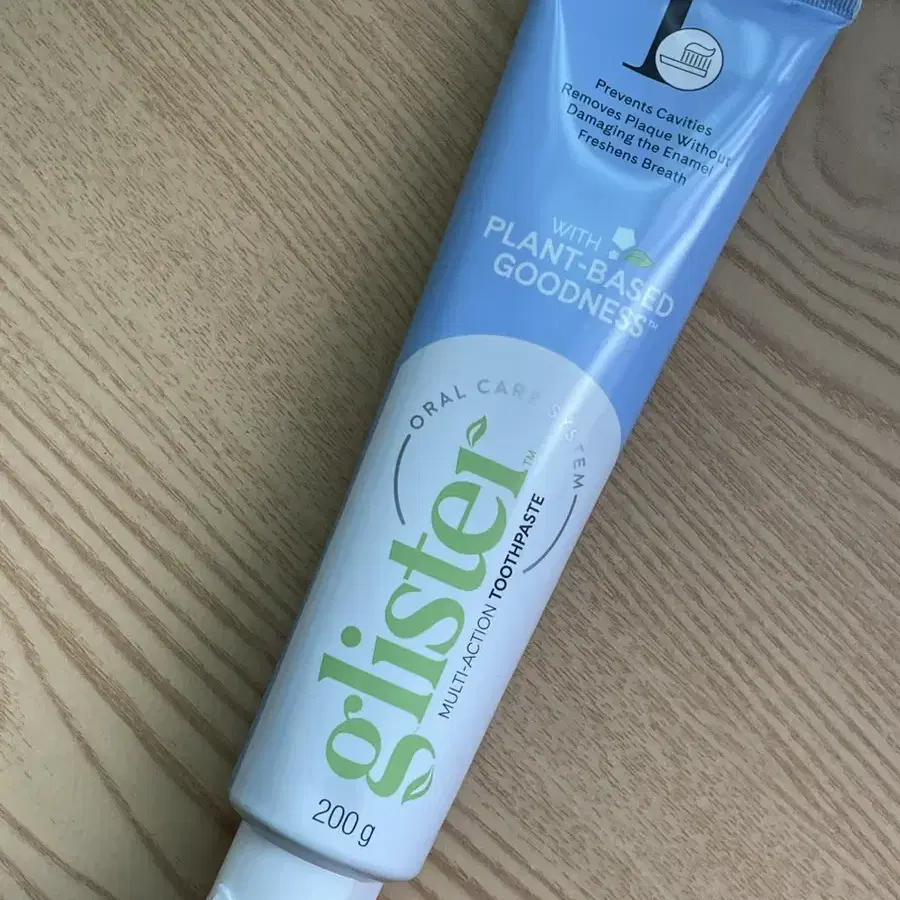 1
Prevents Cavities
Removes Plaque Without
Damaging the Enamel
Freshens Breath
WITH
PLANT-BASED
GOODNESS™
ORAL CARE SYSTEM
glister™
MULTI-ACTION TOOTHPASTE
200 g